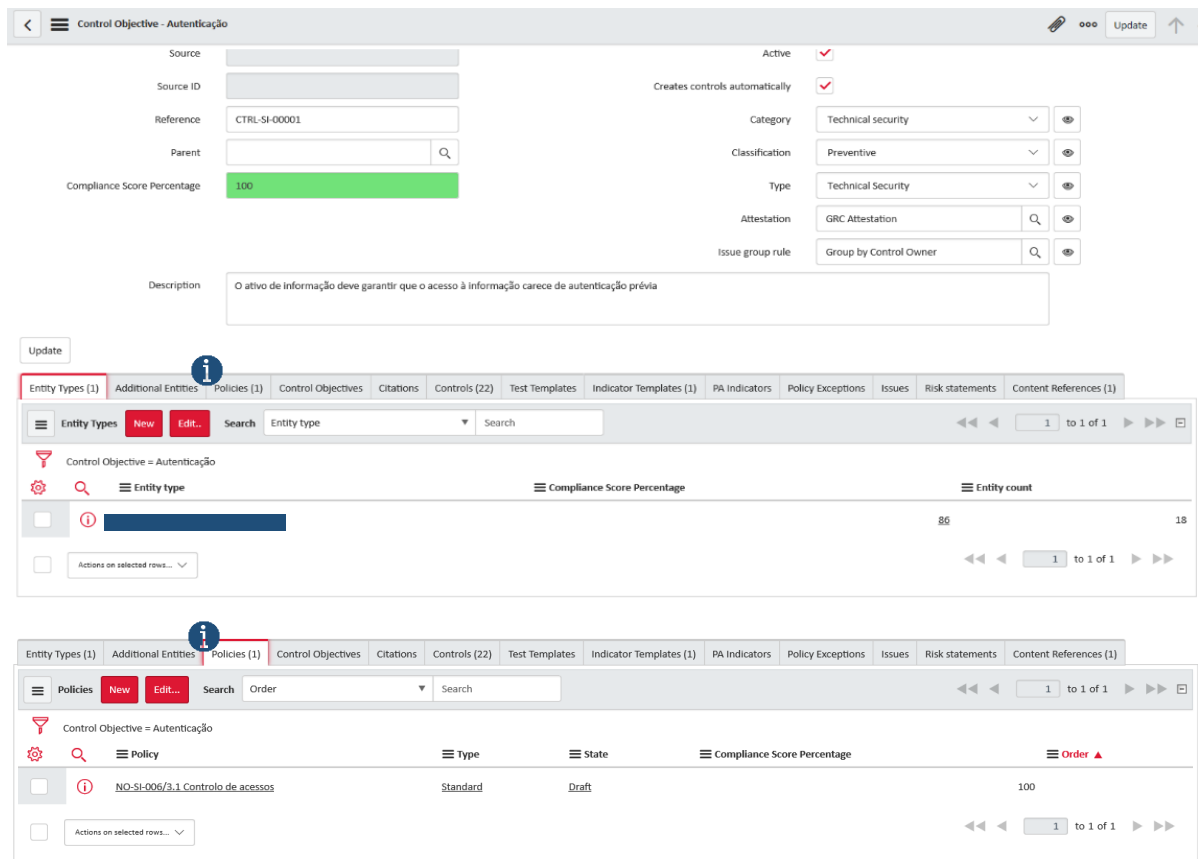 Control Objective - Autenticação
Update
Source
Active
Source ID
Creates controls automatically
Reference CTRL-SI-00001
Category Technical security
Parent
Classification Preventive
Compliance Score Percentage 100
Type Technical Security
Attestation GRC Attestation
Issue group rule Group by Control Owner
Description O ativo de informação deve garantir que o acesso à informação carece de autenticação prévia
Update
Entity Types (1) Additional Entities Policies (1) Control Objectives Citations Controls (22) Test Templates Indicator Templates (1) PA Indicators Policy Exceptions Issues Risk statements Content References (1)
Entity Types New Edit.. Search Entity type Search 1 to 1 of 1
Control Objective = Autenticação
Entity type Compliance Score Percentage Entity count
86 18
Actions on selected rows... 1 to 1 of 1
Entity Types (1) Additional Entities Policies (1) Control Objectives Citations Controls (22) Test Templates Indicator Templates (1) PA Indicators Policy Exceptions Issues Risk statements Content References (1)
Policies New Edit... Search Order Search 1 to 1 of 1
Control Objective = Autenticação
Policy Type State Compliance Score Percentage Order
NO-SI-006/3.1 Controlo de acessos Standard Draft 100
Actions on selected rows... 1 to 1 of 1